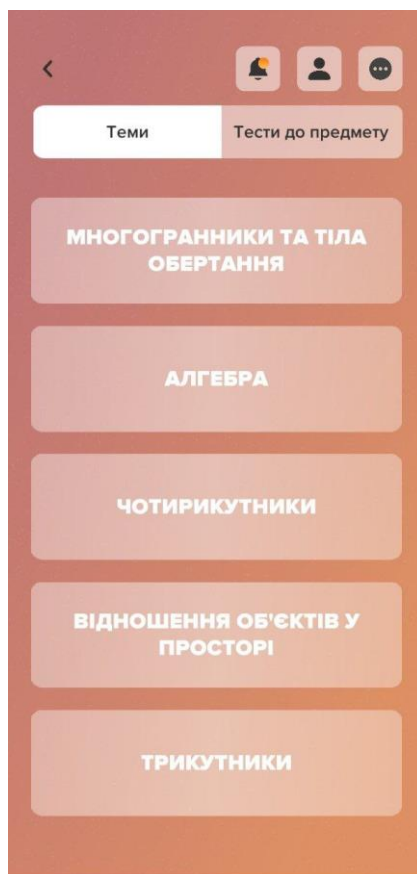 Теми
Тести до предмету
МНОГОГРАННИКИ ТА ТІЛА
ОБЕРТАННЯ
АЛГЕБРА
ЧОТИРИКУТНИКИ
ВІДНОШЕННЯ ОБ'ЄКТІВ У
ПРОСТОРІ
ТРИКУТНИКИ